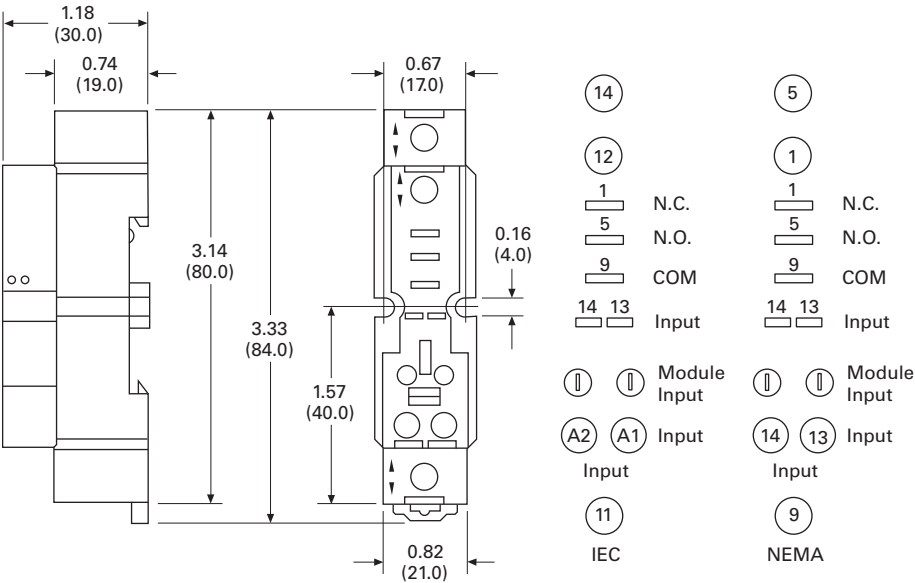 1.18
(30.0)
0.74
(19.0)
3.14
(80.0)
3.33
(84.0)
0.67
(17.0)
0.16
(4.0)
1.57
(40.0)
0.82
(21.0)
14
12
1 N.C.
5 N.O.
9 COM
14 13 Input
Module
Input
A2 A1 Input
Input
11
IEC
5
1
1 N.C.
5 N.O.
9 COM
14 13 Input
Module
Input
14 13 Input
Input
9
NEMA